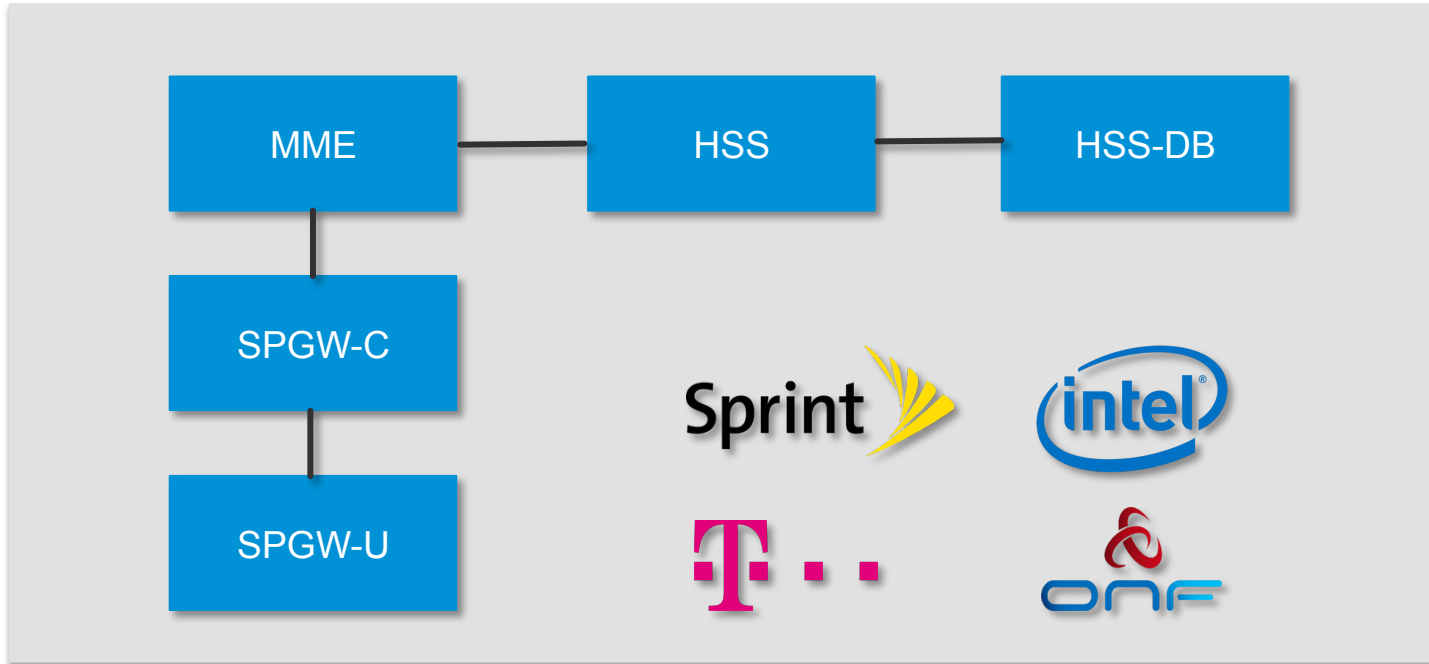 MME
HSS
HSS-DB
SPGW-C
SPGW-U
Sprint
intel®
T
ONF